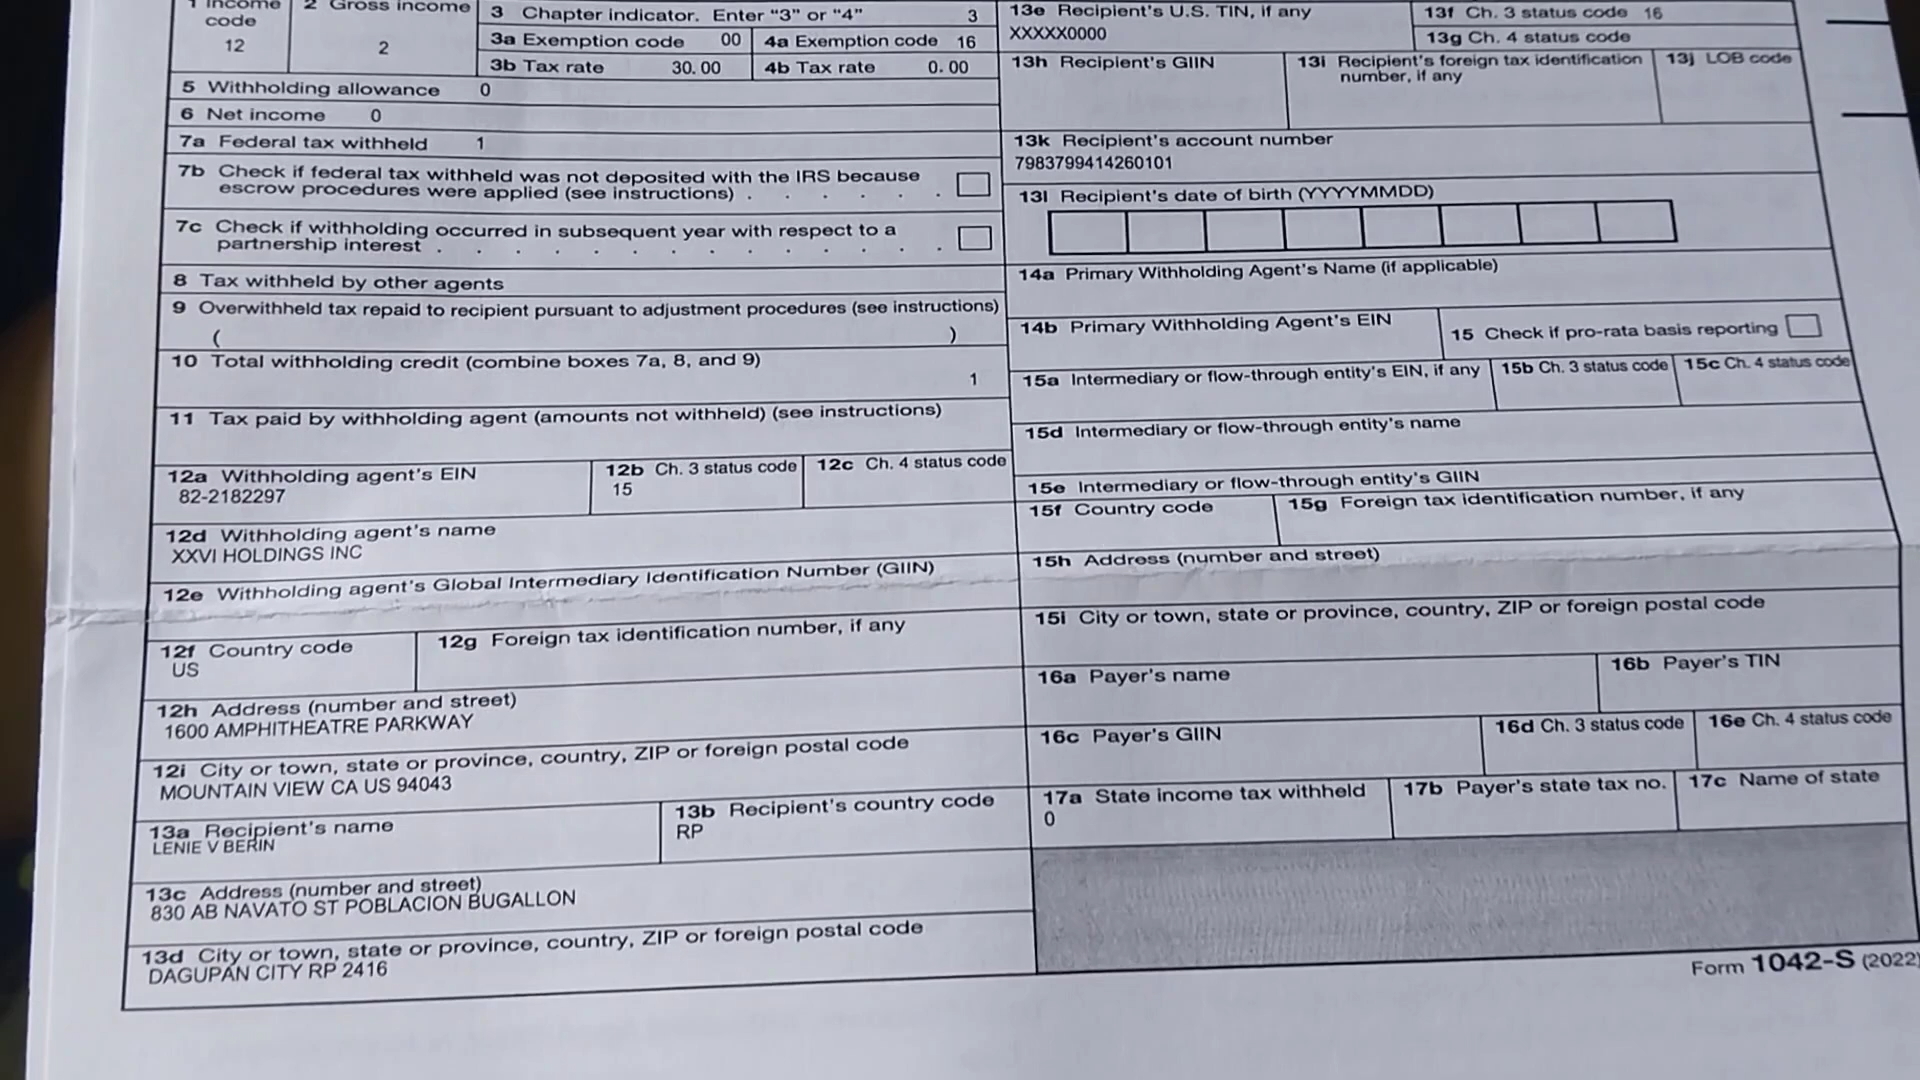 1 Income code
12
2 Gross income
2
3 Chapter indicator. Enter "3" or "4" 3
3a Exemption code 00
4a Exemption code 16
3b Tax rate 30.00
4b Tax rate 0.00
5 Withholding allowance 0
6 Net income 0
7a Federal tax withheld 1
7b Check if federal tax withheld was not deposited with the IRS because
escrow procedures were applied (see instructions) . . . . . .
7c Check if withholding occurred in subsequent year with respect to a
partnership interest . . . . . . . . . . . . . .
8 Tax withheld by other agents
9 Overwithheld tax repaid to recipient pursuant to adjustment procedures (see instructions)
( )
10 Total withholding credit (combine boxes 7a, 8, and 9)
1
11 Tax paid by withholding agent (amounts not withheld) (see instructions)
12a Withholding agent's EIN
82-2182297
12b Ch. 3 status code
15
12c Ch. 4 status code
12d Withholding agent's name
XXVI HOLDINGS INC
12e Withholding agent's Global Intermediary Identification Number (GIIN)
12f Country code
US
12g Foreign tax identification number, if any
12h Address (number and street)
1600 AMPHITHEATRE PARKWAY
12i City or town, state or province, country, ZIP or foreign postal code
MOUNTAIN VIEW CA US 94043
13a Recipient's name
LENIE V BERIN
13b Recipient's country code
RP
13c Address (number and street)
830 AB NAVATO ST POBLACION BUGALLON
13d City or town, state or province, country, ZIP or foreign postal code
DAGUPAN CITY RP 2416
13e Recipient's U.S. TIN, if any
XXXXX0000
13f Ch. 3 status code 16
13g Ch. 4 status code
13h Recipient's GIIN
13i Recipient's foreign tax identification
number, if any
13j LOB code
13k Recipient's account number
7983799414260101
13l Recipient's date of birth (YYYYMMDD)
14a Primary Withholding Agent's Name (if applicable)
14b Primary Withholding Agent's EIN
15 Check if pro-rata basis reporting
15a Intermediary or flow-through entity's EIN, if any
15b Ch. 3 status code
15c Ch. 4 status code
15d Intermediary or flow-through entity's name
15e Intermediary or flow-through entity's GIIN
15f Country code
15g Foreign tax identification number, if any
15h Address (number and street)
15i City or town, state or province, country, ZIP or foreign postal code
16a Payer's name
16b Payer's TIN
16c Payer's GIIN
16d Ch. 3 status code
16e Ch. 4 status code
17a State income tax withheld
0
17b Payer's state tax no.
17c Name of state
Form 1042-S (2022)